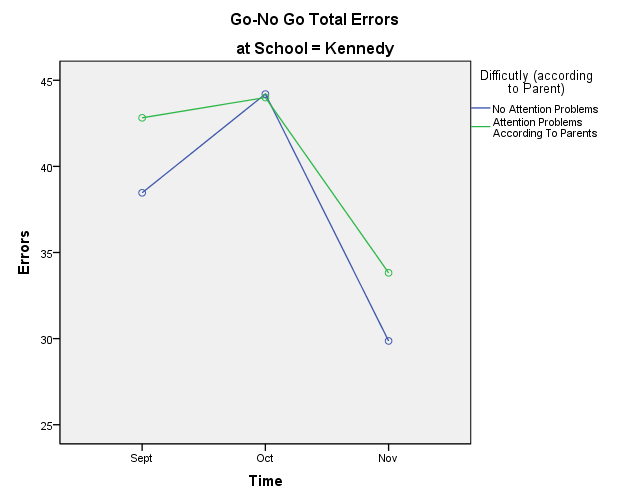 Go-No Go Total Errors
at School = Kennedy
Difficutly (according
to Parent)
No Attention Problems
Attention Problems
According To Parents
45
40
35
30
25
Errors
Sept
Oct
Nov
Time